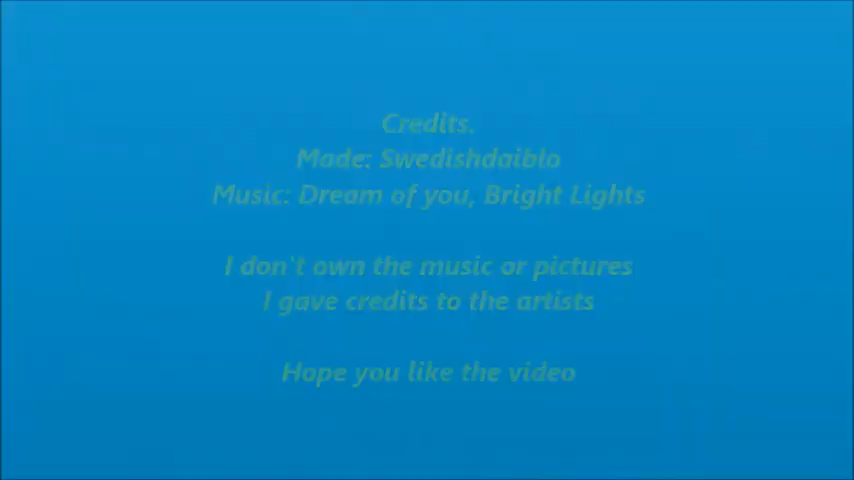 Credits.
Made: Swedishdaiblo
Music: Dream of you, Bright Lights
I don't own the music or pictures
I gave credits to the artists
Hope you like the video